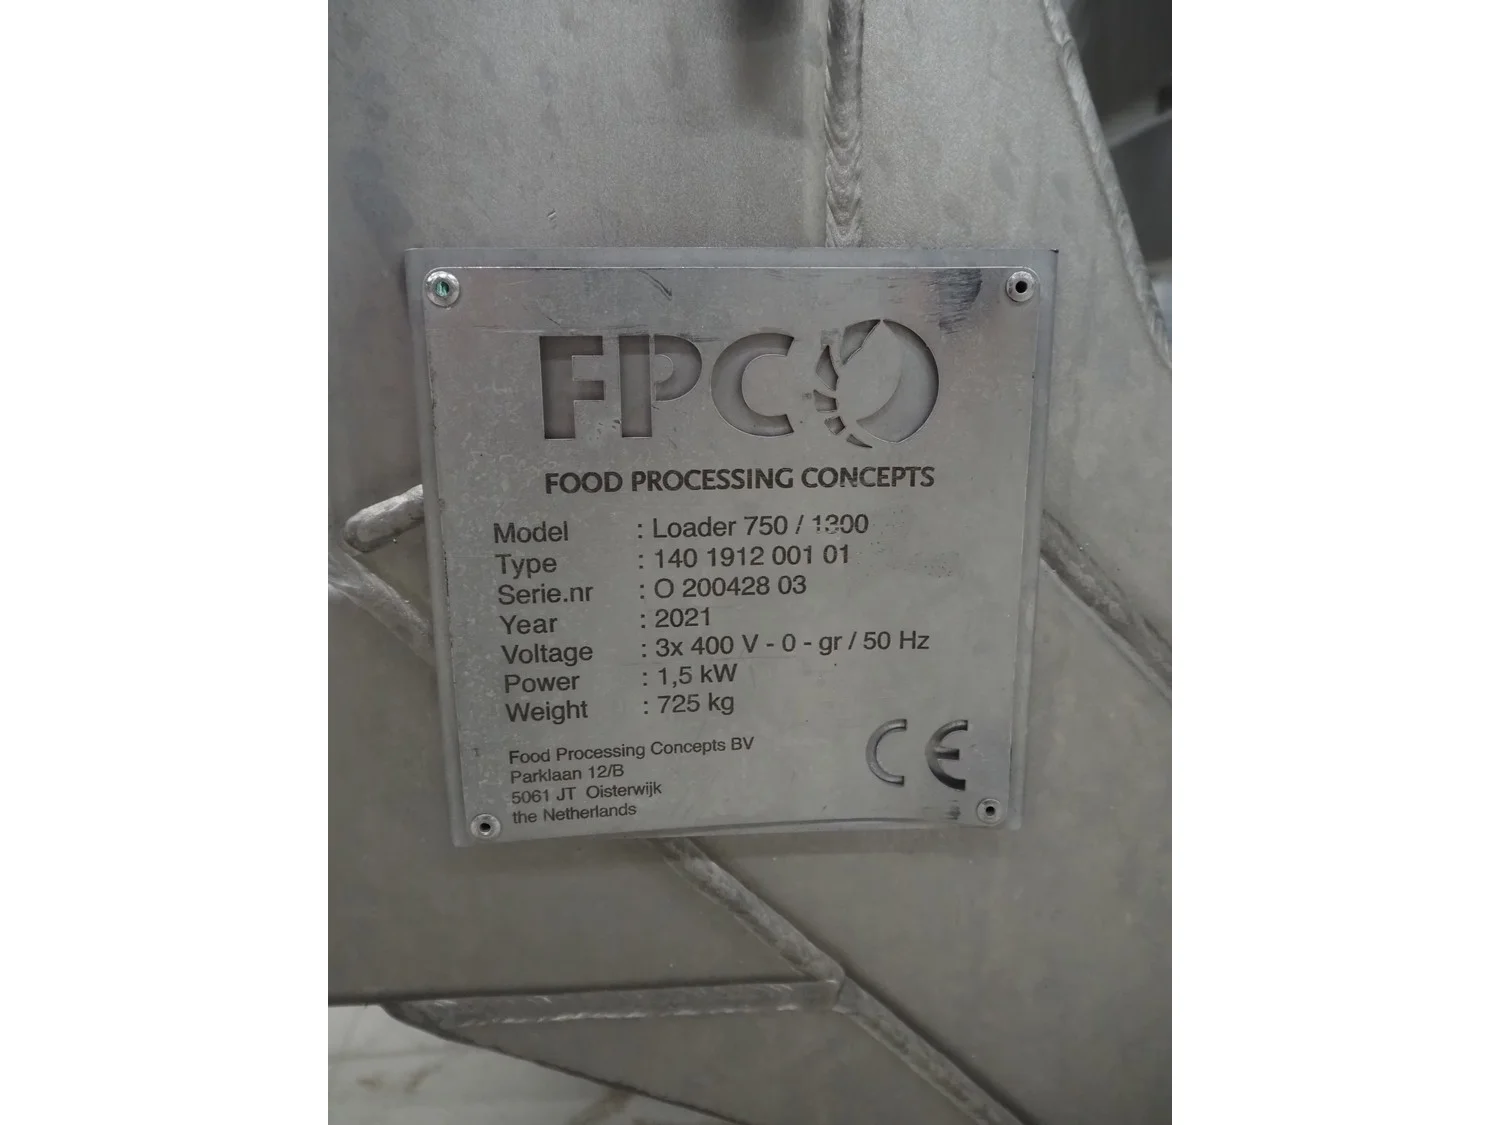 FPC
FOOD PROCESSING CONCEPTS
Model : Loader 750 / 1300
Type : 140 1912 001 01
Serie.nr : O 200428 03
Year : 2021
Voltage : 3x 400 V - 0 - gr / 50 Hz
Power : 1,5 kW
Weight : 725 kg
Food Processing Concepts BV
Parklaan 12/B
5061 JT Oisterwijk
the Netherlands
CE